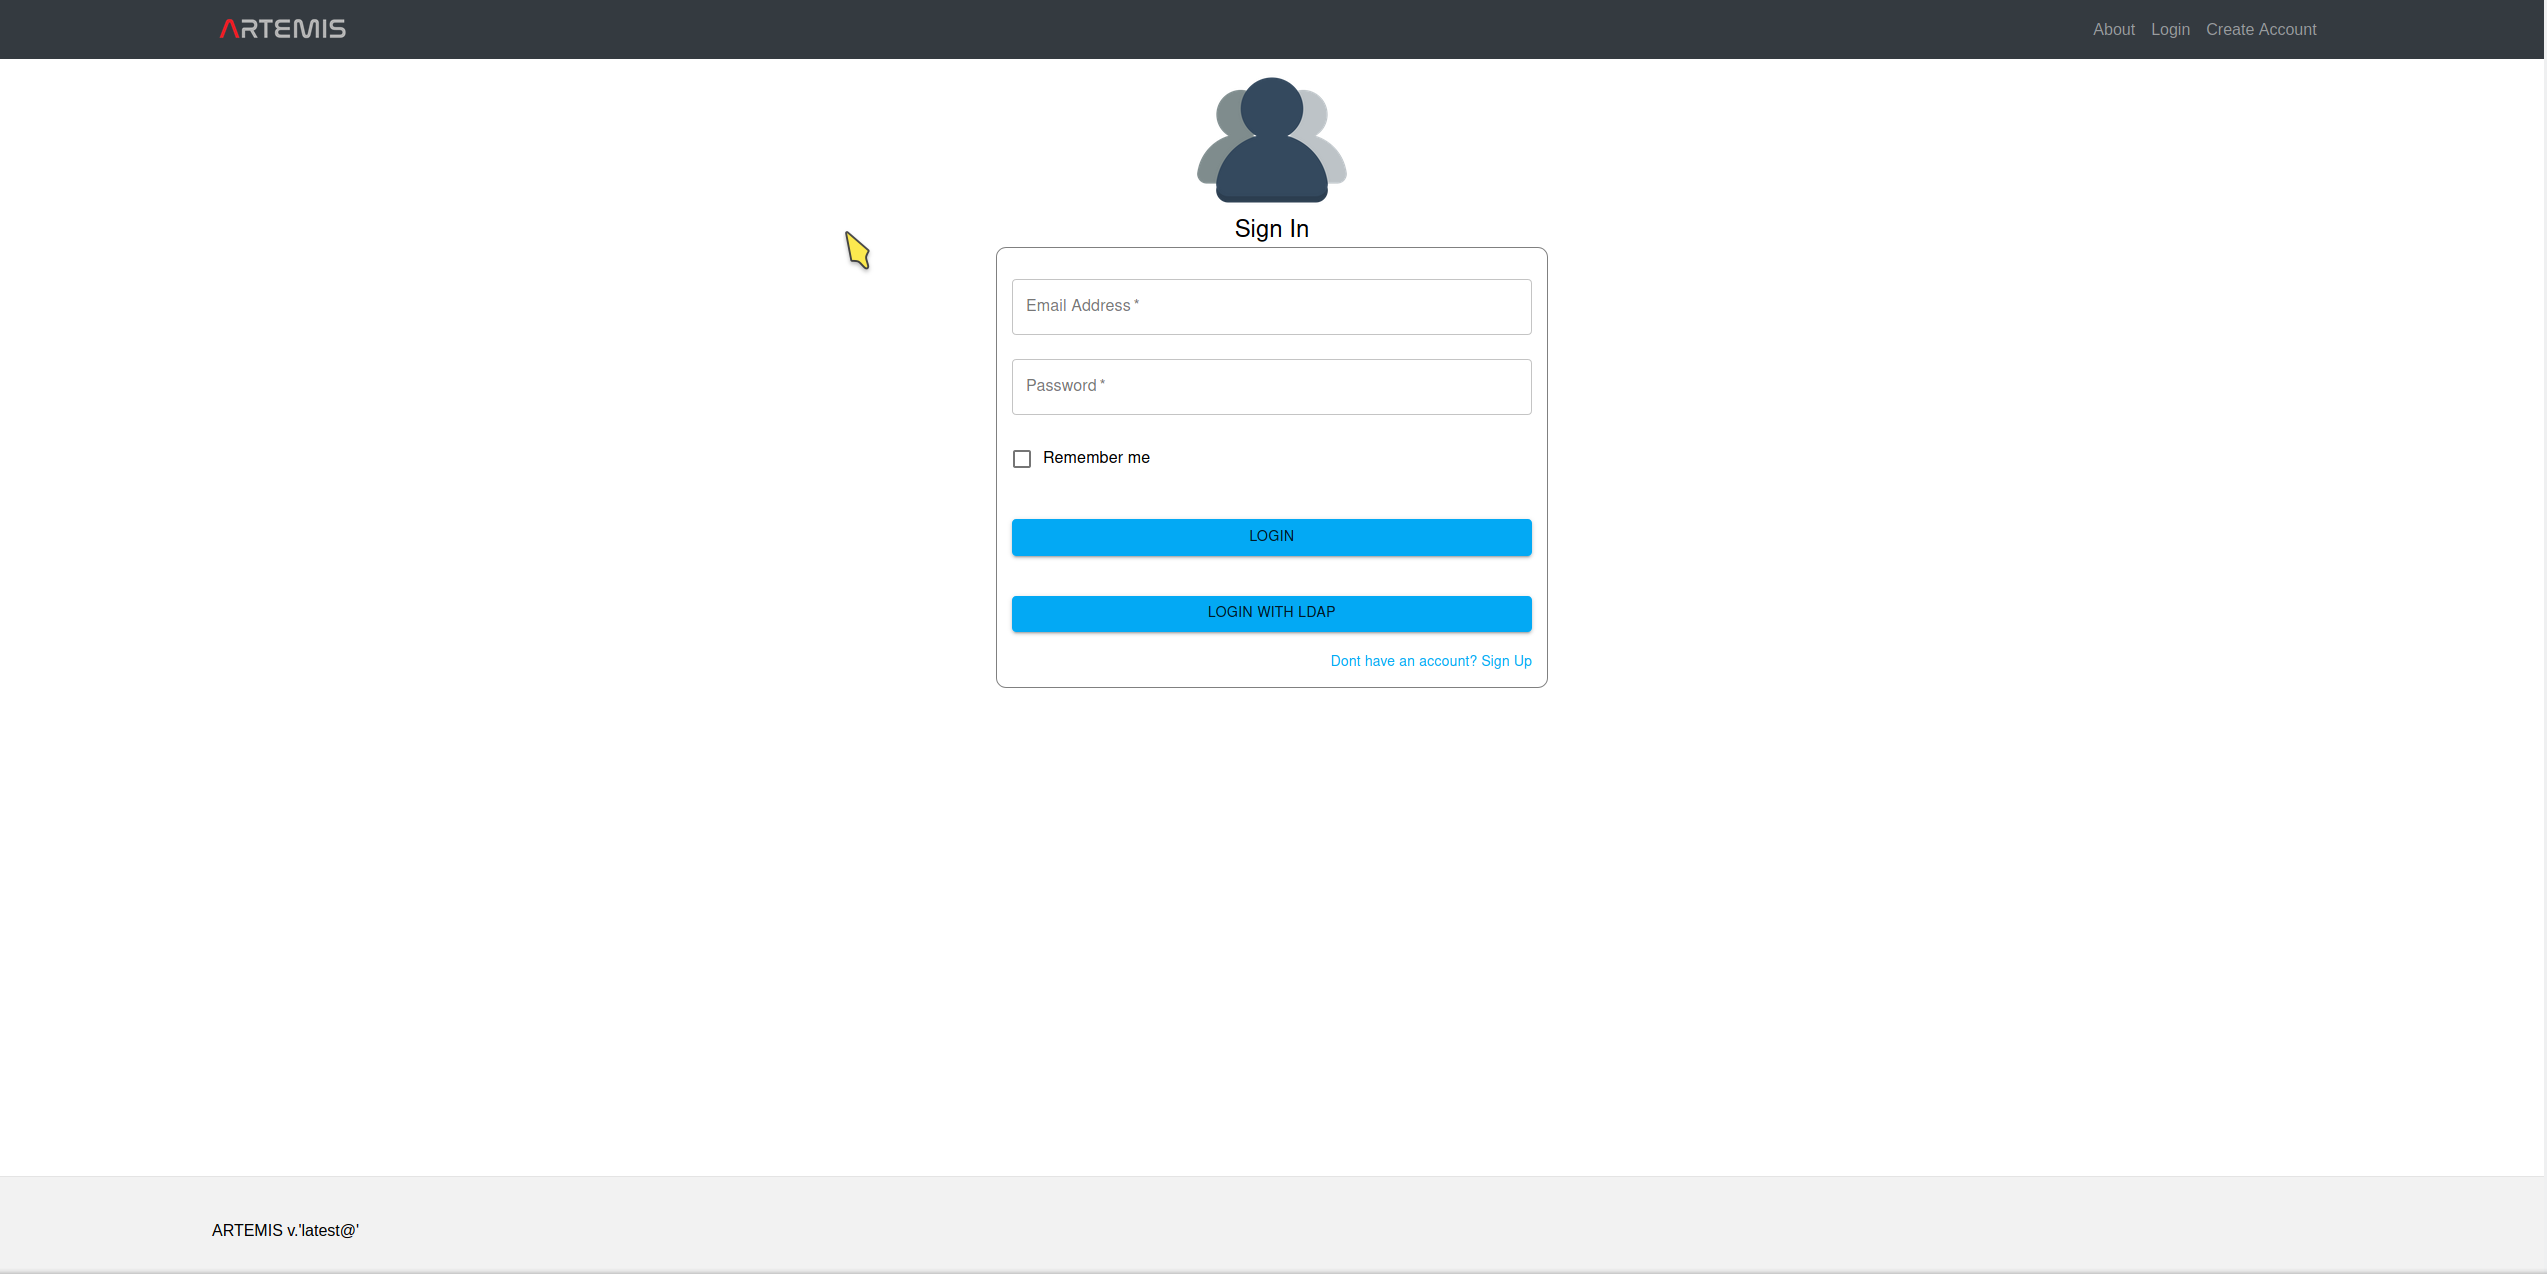 ARTEMIS
About Login Create Account
Sign In
Email Address *
Password *
Remember me
LOGIN
LOGIN WITH LDAP
Dont have an account? Sign Up
ARTEMIS v.'latest@'